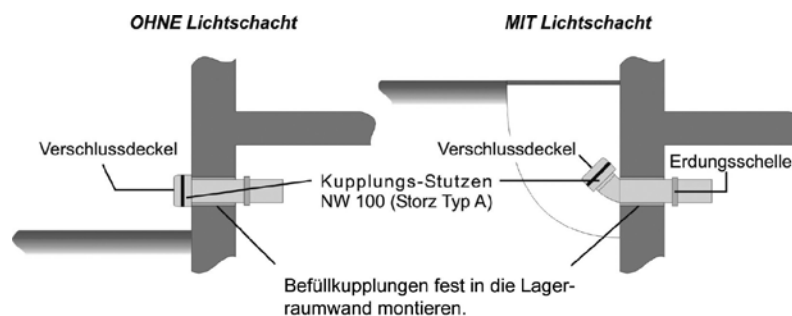 OHNE Lichtschacht
MIT Lichtschacht
Verschlussdeckel
Verschlussdeckel
Erdungsschelle
Kupplungs-Stutzen
NW 100 (Storz Typ A)
Befüllkupplungen fest in die Lager-
raumwand montieren.